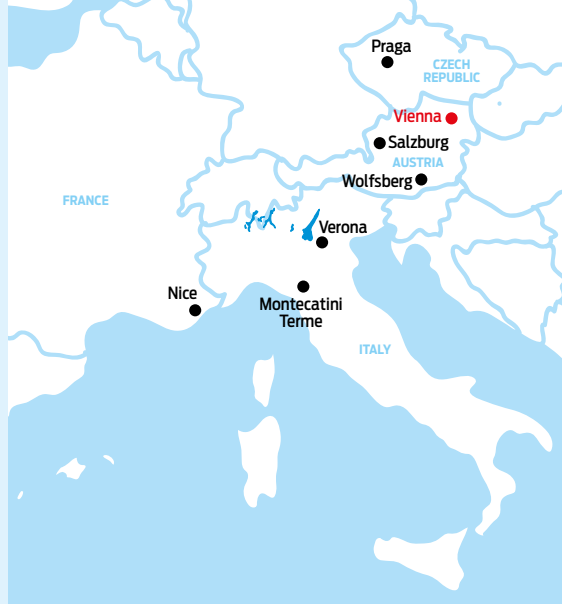 Praga
CZECH
REPUBLIC
Vienna
Salzburg
AUSTRIA
Wolfsberg
FRANCE
Verona
Nice
Montecatini
Terme
ITALY